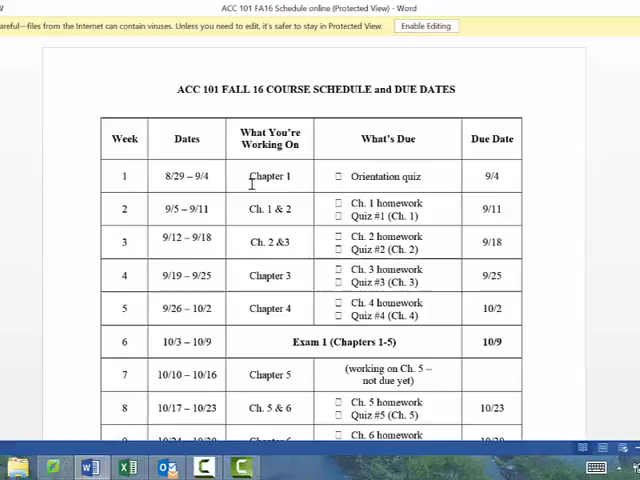 ACC 101 FA16 Schedule online (Protected View) - Word
areful—files from the Internet can contain viruses. Unless you need to edit, it's safer to stay in Protected View.
Enable Editing
ACC 101 FALL 16 COURSE SCHEDULE and DUE DATES
Week Dates What You're Working On What's Due Due Date
1 8/29 – 9/4 Chapter 1 Orientation quiz 9/4
2 9/5 – 9/11 Ch. 1 & 2 Ch. 1 homework 9/11
Quiz #1 (Ch. 1)
3 9/12 – 9/18 Ch. 2 &3 Ch. 2 homework 9/18
Quiz #2 (Ch. 2)
4 9/19 – 9/25 Chapter 3 Ch. 3 homework 9/25
Quiz #3 (Ch. 3)
5 9/26 – 10/2 Chapter 4 Ch. 4 homework 10/2
Quiz #4 (Ch. 4)
6 10/3 – 10/9 Exam 1 (Chapters 1-5) 10/9
7 10/10 – 10/16 Chapter 5 (working on Ch. 5 –
not due yet)
8 10/17 – 10/23 Ch. 5 & 6 Ch. 5 homework 10/23
Quiz #5 (Ch. 5)
Ch. 6 homework